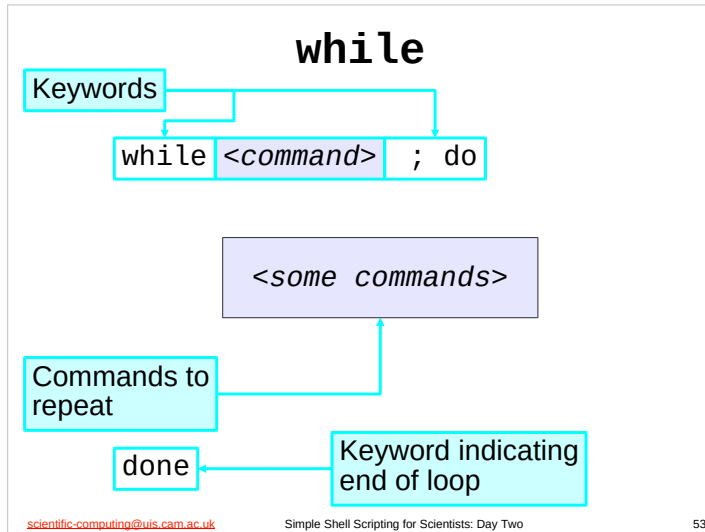 while
Keywords
while <command> ; do
<some commands>
Commands to
repeat
done
Keyword indicating
end of loop
scientific-computing@uis.cam.ac.uk Simple Shell Scripting for Scientists: Day Two 53